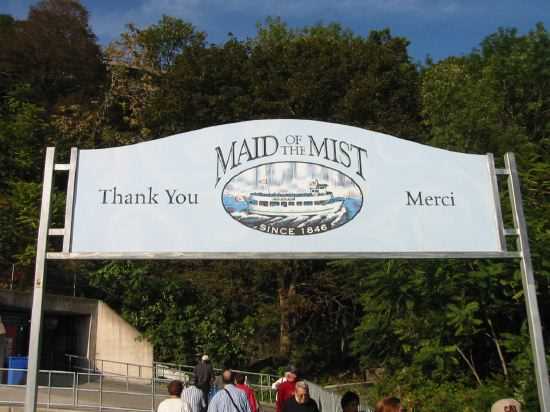 MAID OF THE MIST
Thank You
Merci
SINCE 1846